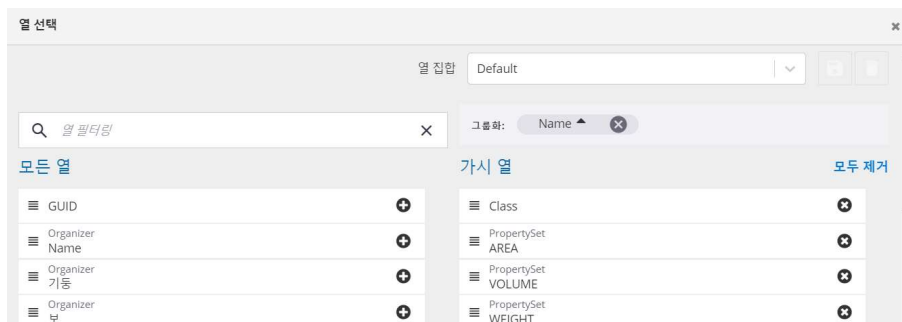 열 선택
열 집합 Default
열 필터링
그룹화: Name
모든 열
가시 열 모두 제거
GUID
Organizer
Name
Organizer
기둥
Organizer
보
Class
PropertySet
AREA
PropertySet
VOLUME
PropertySet
WEIGHT